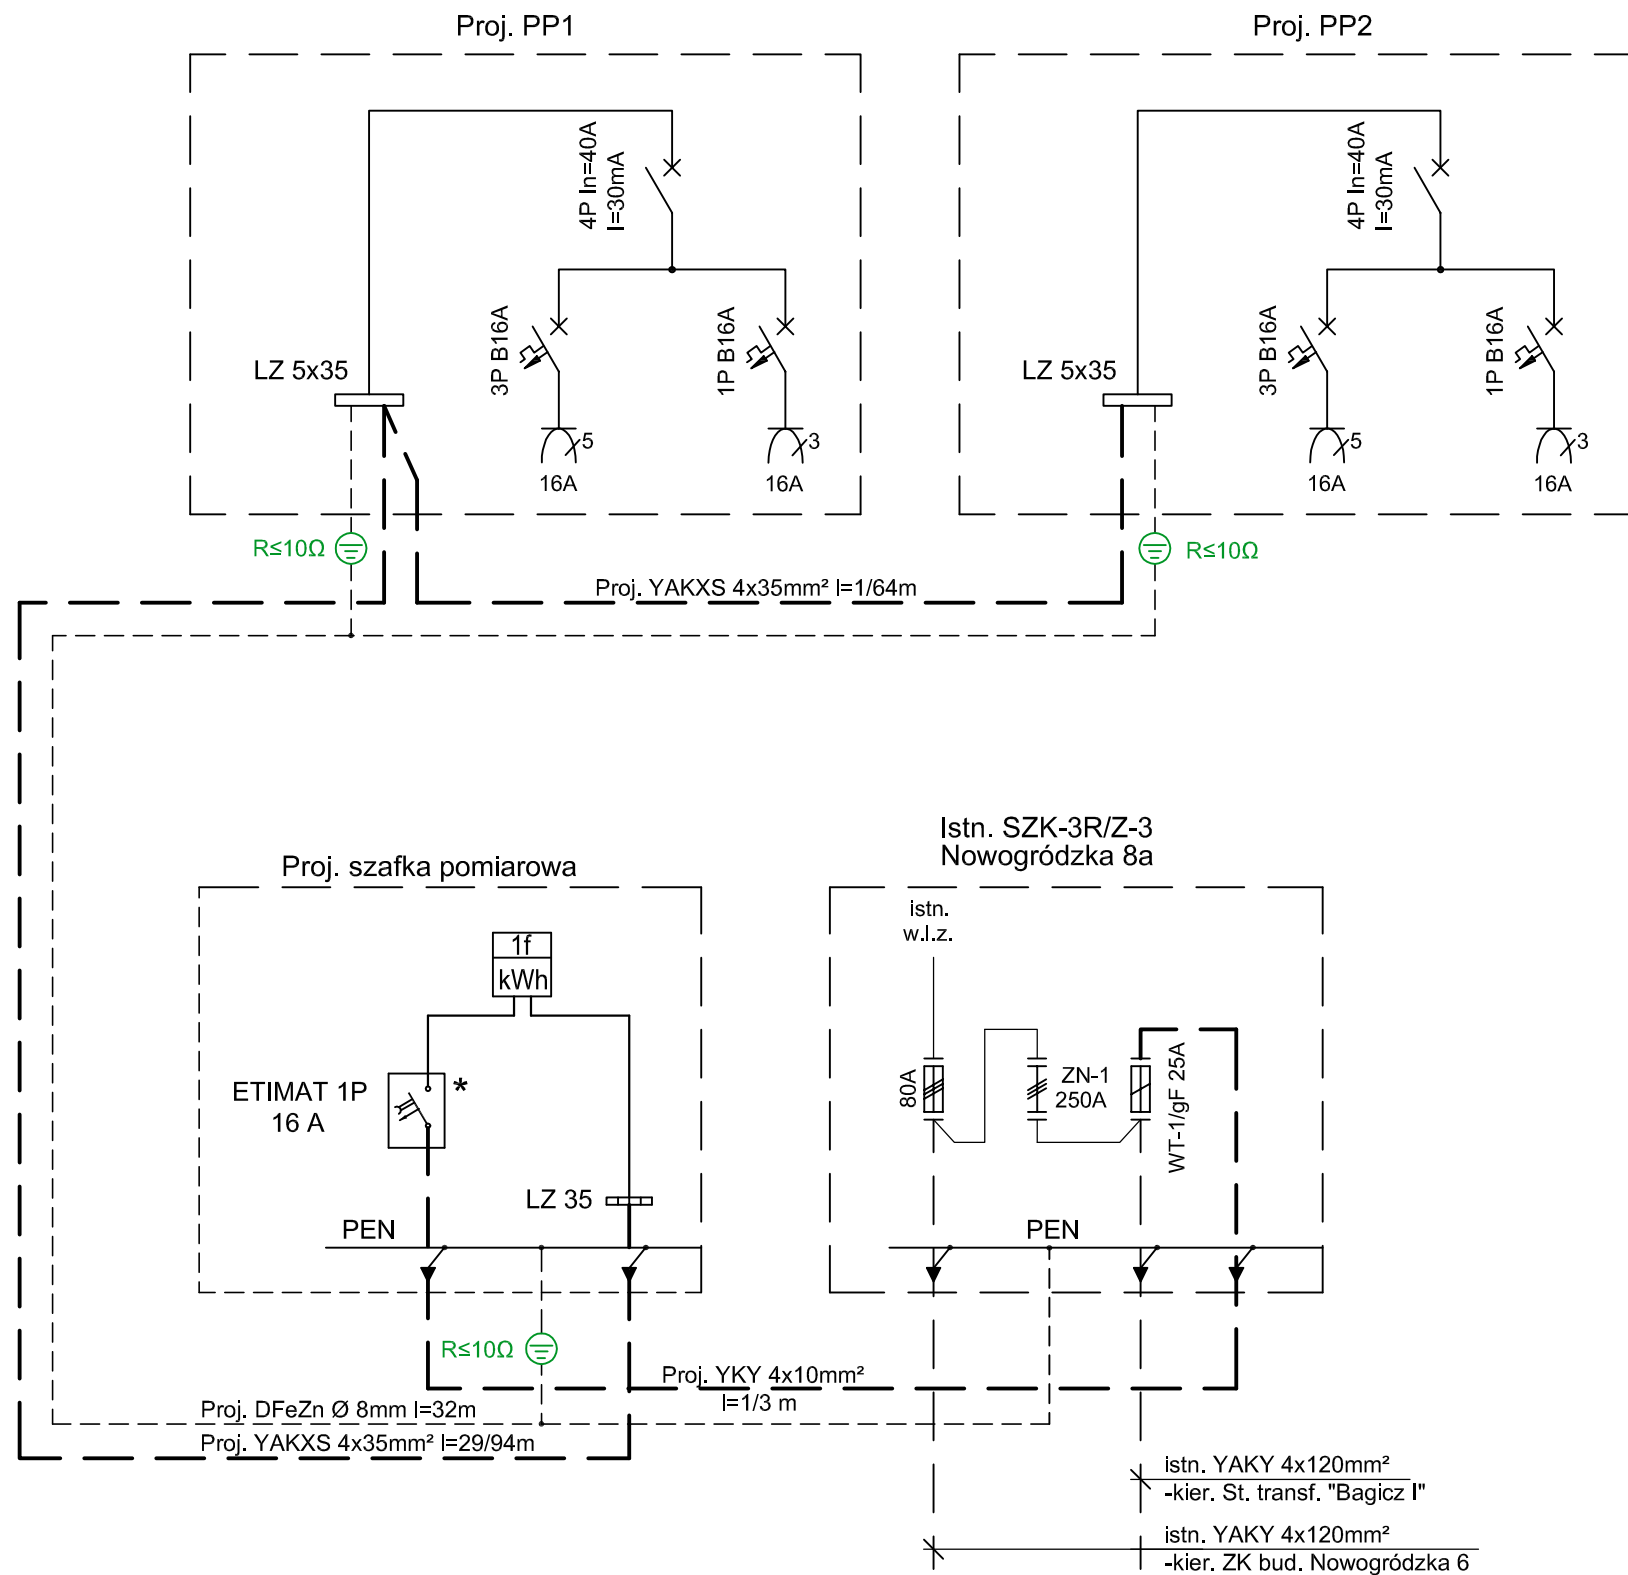 Proj. PP1
Proj. PP2
4P In=40A
I=30mA
3P B16A
1P B16A
LZ 5x35
5
3
16A
16A
4P In=40A
I=30mA
3P B16A
1P B16A
LZ 5x35
5
3
16A
16A
R≤10Ω
R≤10Ω
Proj. YAKXS 4x35mm² l=1/64m
Proj. szafka pomiarowa
1f
kWh
ETIMAT 1P
16 A
*
LZ 35
PEN
R≤10Ω
Istn. SZK-3R/Z-3
Nowogródzka 8a
istn.
w.l.z.
80A
ZN-1
250A
WT-1/gF 25A
PEN
Proj. YKY 4x10mm²
l=1/3 m
Proj. DFeZn Ø 8mm l=32m
Proj. YAKXS 4x35mm² l=29/94m
istn. YAKY 4x120mm²
-kier. St. transf. "Bagicz I"
istn. YAKY 4x120mm²
-kier. ZK bud. Nowogródzka 6